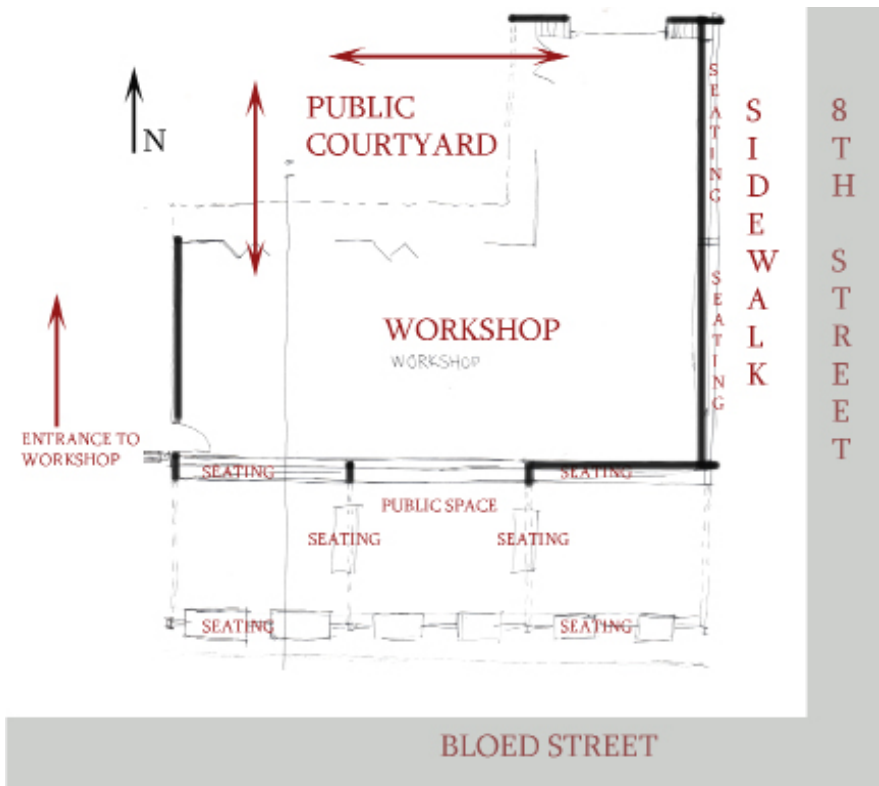 PUBLIC
COURTYARD
N
SEATING
SIDEWALK
8TH STREET
SEATING
WORKSHOP
WORKSHOP
ENTRANCE TO
WORKSHOP
SEATING
SEATING
PUBLIC SPACE
SEATING
SEATING
SEATING
SEATING
BLOED STREET